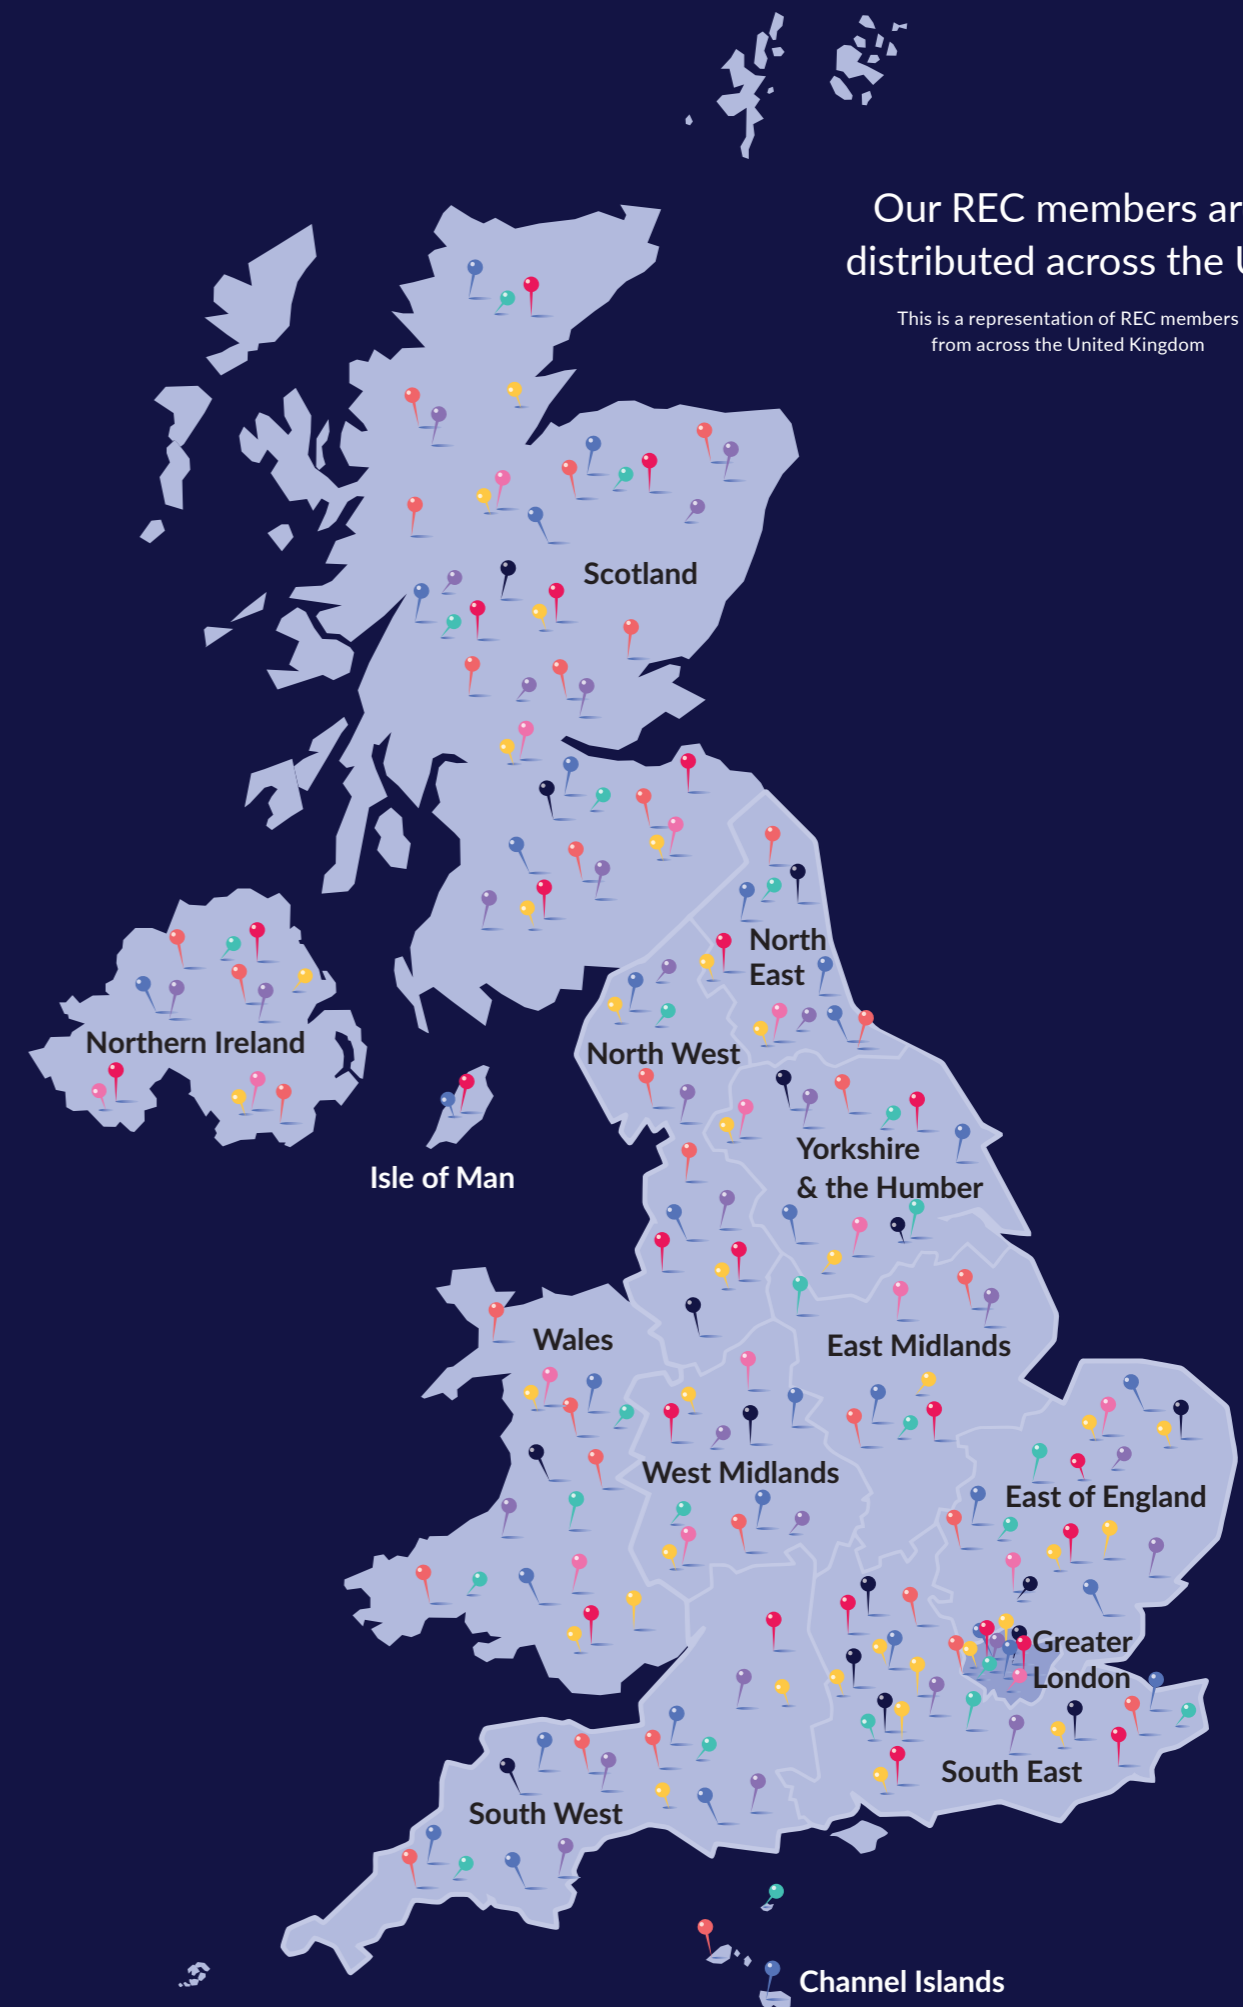 Our REC members ar
distributed across the U
This is a representation of REC members
from across the United Kingdom
Scotland
North
East
Northern Ireland
North West
Yorkshire
& the Humber
Isle of Man
Wales
East Midlands
West Midlands
East of England
Greater
London
South East
South West
Channel Islands